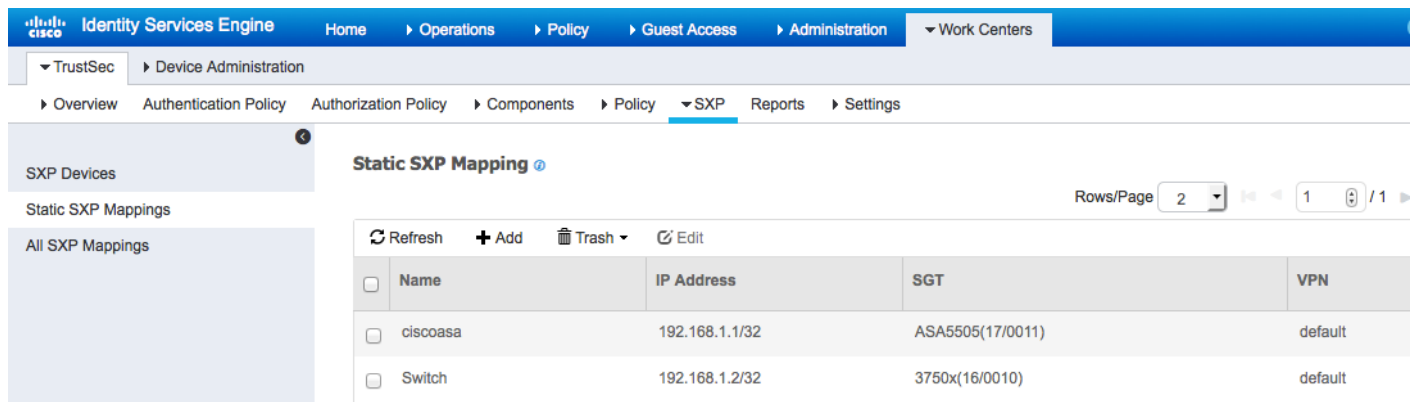 cisco Identity Services Engine Home Operations Policy Guest Access Administration Work Centers
TrustSec Device Administration
Overview Authentication Policy Authorization Policy Components Policy SXP Reports Settings
SXP Devices
Static SXP Mappings
All SXP Mappings
Static SXP Mapping
Rows/Page 2 1 / 1
Refresh Add Trash Edit
Name IP Address SGT VPN
ciscoasa 192.168.1.1/32 ASA5505(17/0011) default
Switch 192.168.1.2/32 3750x(16/0010) default